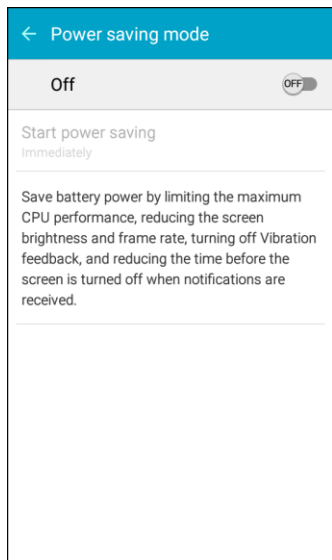 Power saving mode
Off
OFF
Start power saving
Immediately
Save battery power by limiting the maximum
CPU performance, reducing the screen
brightness and frame rate, turning off Vibration
feedback, and reducing the time before the
screen is turned off when notifications are
received.